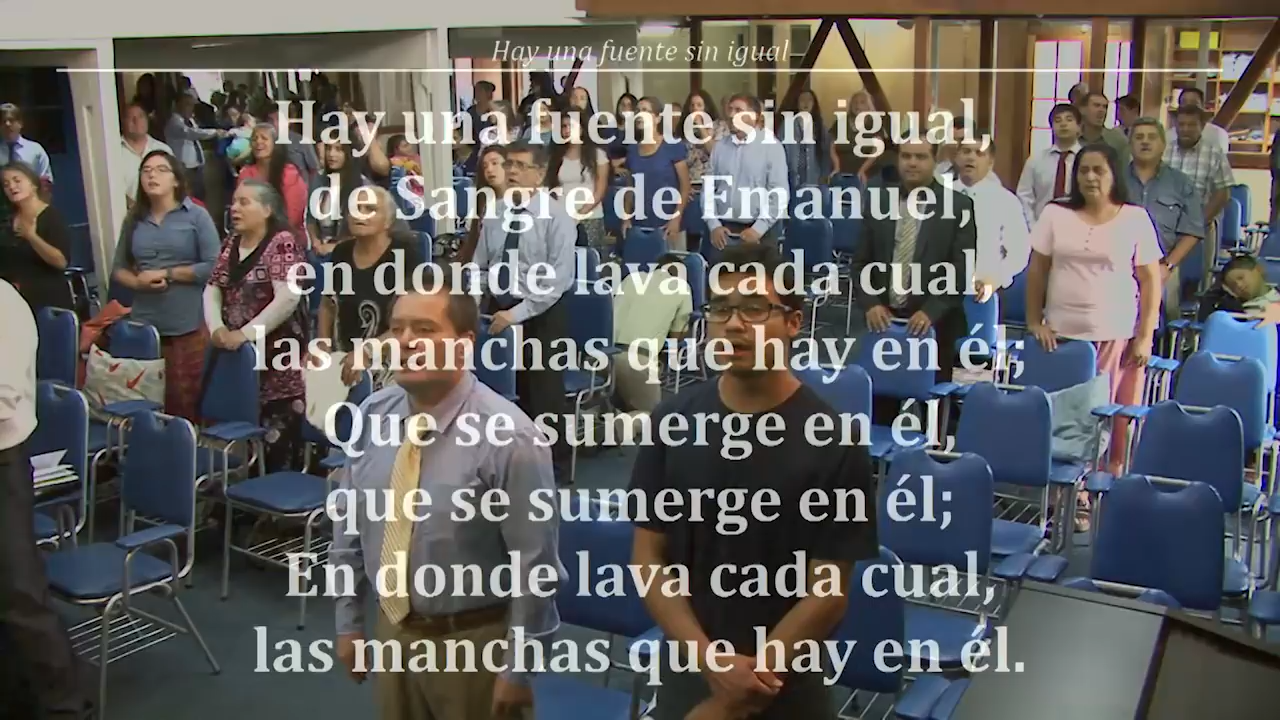 Hay una fuente sin igual
Hay una fuente sin igual,
de Sangre de Emanuel,
en donde lava cada cual,
las manchas que hay en él;
Que se sumerge en él,
que se sumerge en él;
En donde lava cada cual,
las manchas que hay en él.